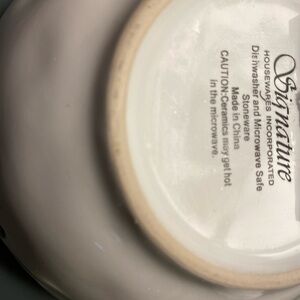 Signature
HOUSEWARES INCORPORATED
Dishwasher and Microwave Safe
Stoneware
Made in China
CAUTION:Ceramics may get hot
in the microwave.